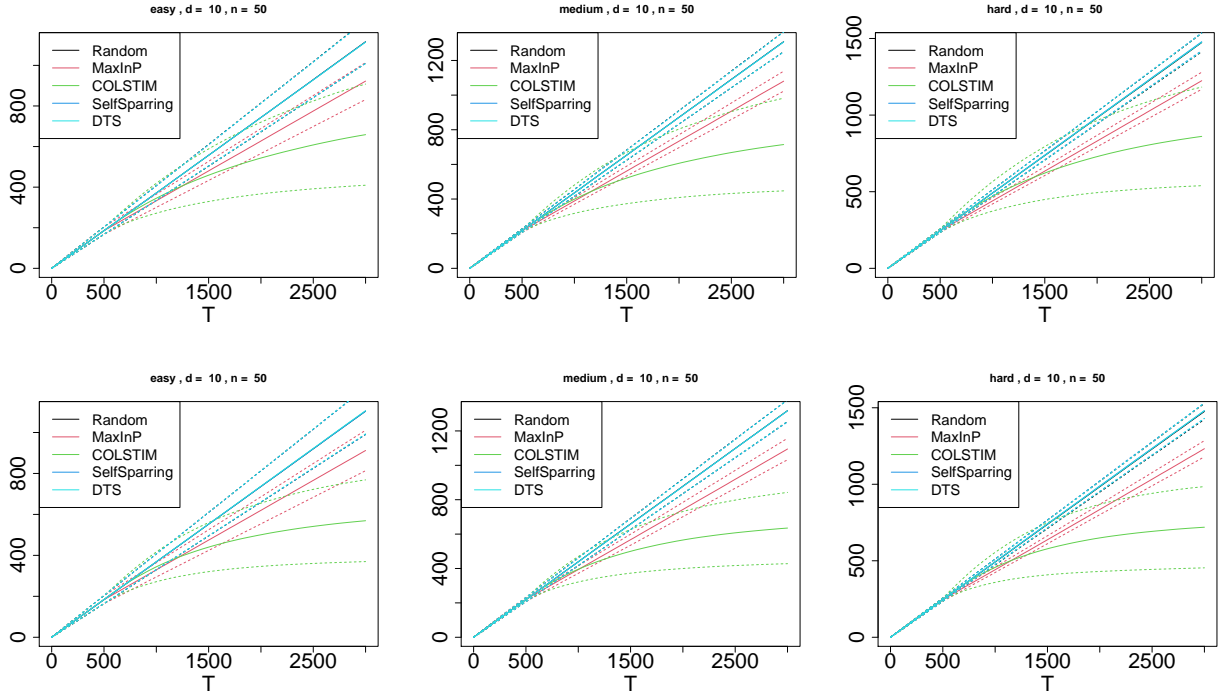 easy , d = 10 , n = 50
Random
MaxInP
COLSTIM
SelfSparring
DTS
0 400 800
0 500 1500 2500
T
medium , d = 10 , n = 50
Random
MaxInP
COLSTIM
SelfSparring
DTS
0 400 800 1200
0 500 1500 2500
T
hard , d = 10 , n = 50
Random
MaxInP
COLSTIM
SelfSparring
DTS
0 500 1000 1500
0 500 1500 2500
T
easy , d = 10 , n = 50
Random
MaxInP
COLSTIM
SelfSparring
DTS
0 400 800
0 500 1500 2500
T
medium , d = 10 , n = 50
Random
MaxInP
COLSTIM
SelfSparring
DTS
0 400 800 1200
0 500 1500 2500
T
hard , d = 10 , n = 50
Random
MaxInP
COLSTIM
SelfSparring
DTS
0 500 1000 1500
0 500 1500 2500
T